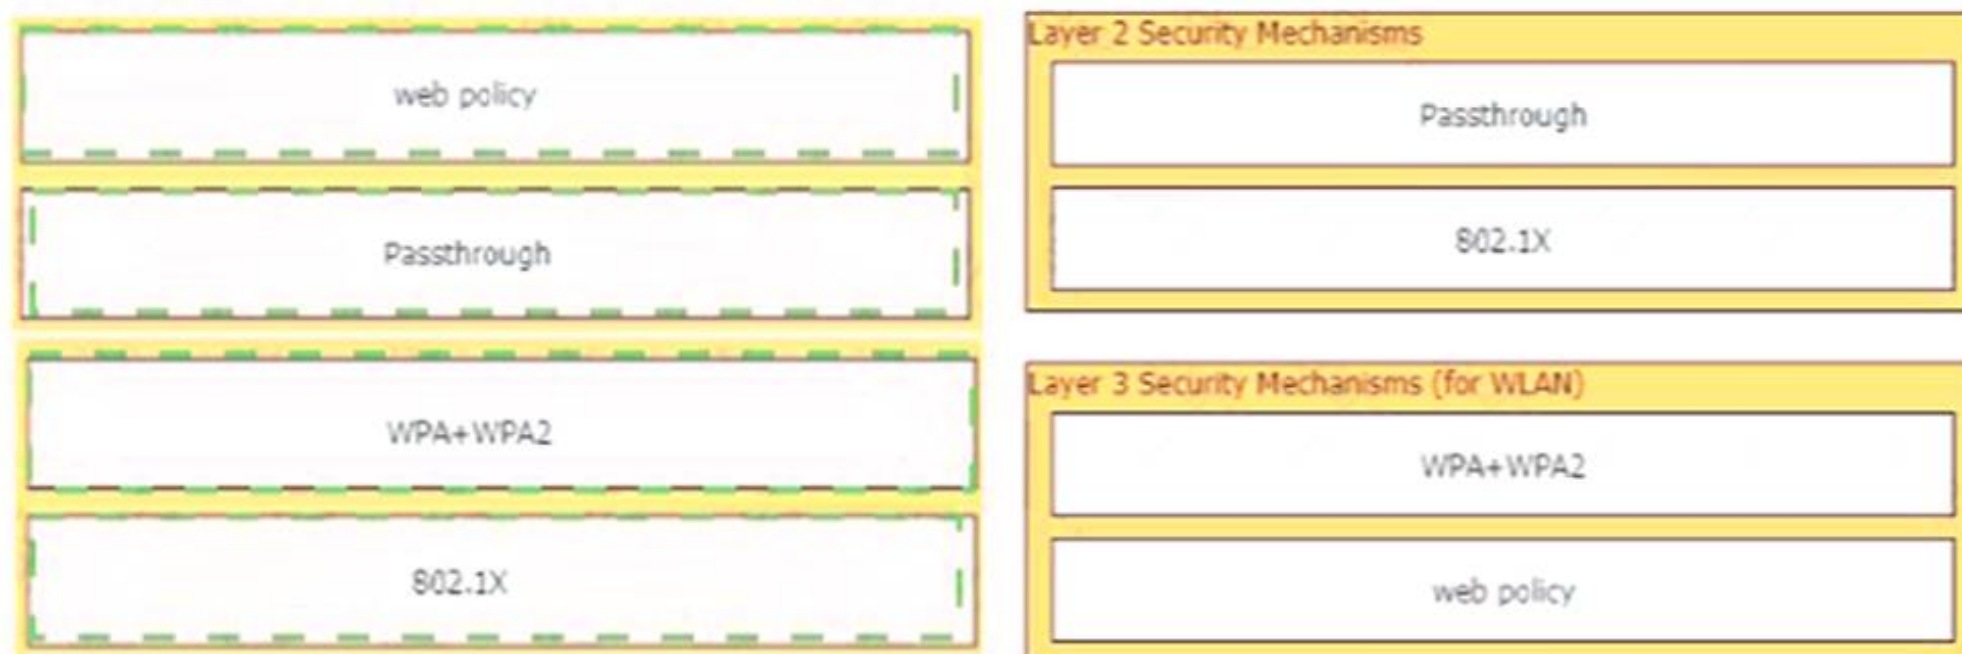 web policy
Passthrough
WPA+WPA2
802.1X
Layer 2 Security Mechanisms
Passthrough
802.1X
Layer 3 Security Mechanisms (for WLAN)
WPA+WPA2
web policy